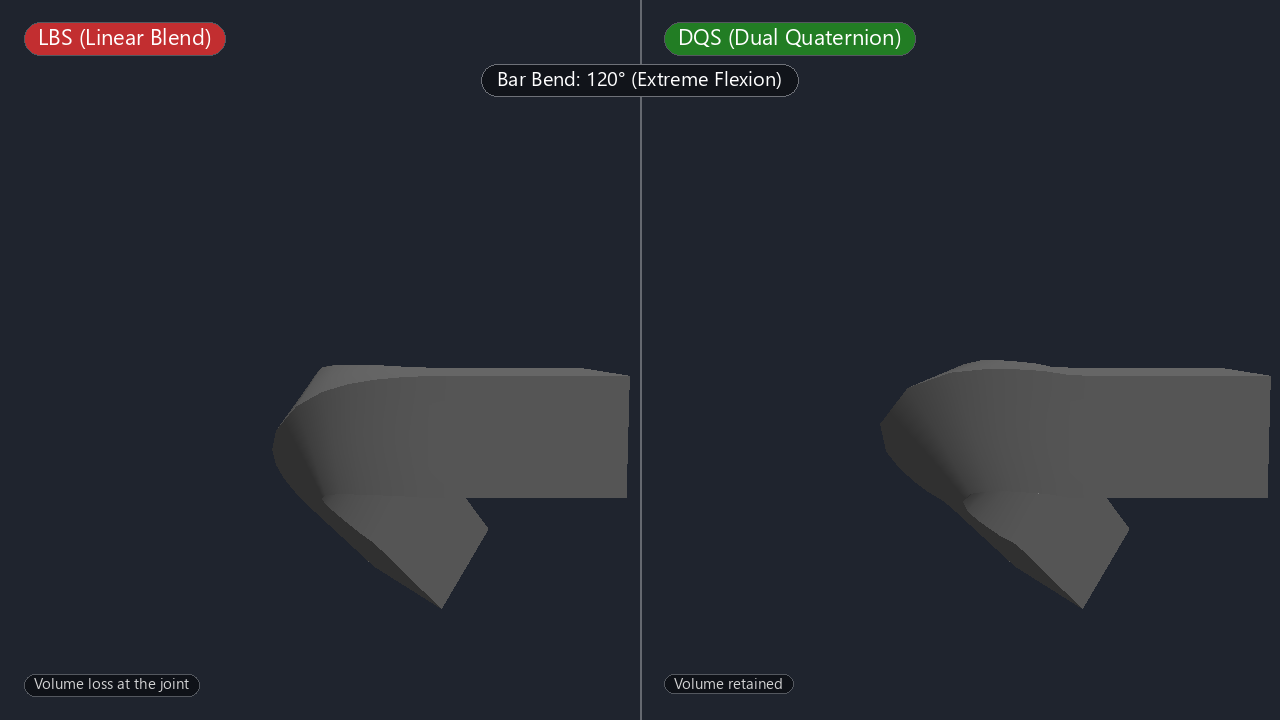 LBS (Linear Blend)
DQS (Dual Quaternion)
Bar Bend: 120° (Extreme Flexion)
Volume loss at the joint
Volume retained